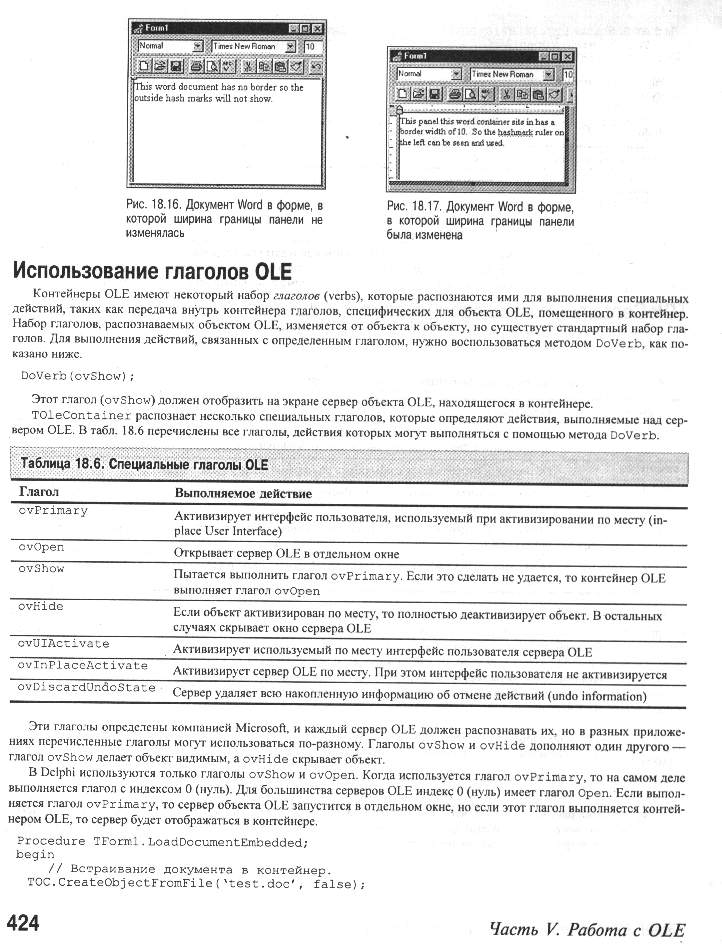 Form1
Normal
Times New Roman
10
This word document has no border so the
outside hash marks will not show.
Рис. 18.16. Документ Word в форме, в
которой ширина границы панели не
изменялась
Form1
Normal
Times New Roman
10
This panel this word container sits in has a
border width of 10. So the hashmark ruler on
the left can be seen and used.
Рис. 18.17. Документ Word в форме,
в которой ширина границы панели
была изменена
Использование глаголов OLE
Контейнеры OLE имеют некоторый набор глаголов (verbs), которые распознаются ими для выполнения специальных
действий, таких как передача внутрь контейнера глаголов, специфических для объекта OLE, помещенного в контейнер.
Набор глаголов, распознаваемых объектом OLE, изменяется от объекта к объекту, но существует стандартный набор гла-
голов. Для выполнения действий, связанных с определенным глаголом, нужно воспользоваться методом DoVerb, как по-
казано ниже.
DoVerb(ovShow);
Этот глагол (ovShow) должен отобразить на экране сервер объекта OLE, находящегося в контейнере.
TOleContainer распознает несколько специальных глаголов, которые определяют действия, выполняемые над сер-
вером OLE. В табл. 18.6 перечислены все глаголы, действия которых могут выполняться с помощью метода DoVerb.
Таблица 18.6. Специальные глаголы OLE
Глагол Выполняемое действие
ovPrimary Активизирует интерфейс пользователя, используемый при активизировании по месту (in-
place User Interface)
ovOpen Открывает сервер OLE в отдельном окне
ovShow Пытается выполнить глагол ovPrimary. Если это сделать не удается, то контейнер OLE
выполняет глагол ovOpen
ovHide Если объект активизирован по месту, то полностью деактивизирует объект. В остальных
случаях скрывает окно сервера OLE
ovUIActivate Активизирует используемый по месту интерфейс пользователя сервера OLE
ovInPlaceActivate Активизирует сервер OLE по месту. При этом интерфейс пользователя не активизируется
ovDiscardUndoState Сервер удаляет всю накопленную информацию об отмене действий (undo information)
Эти глаголы определены компанией Microsoft, и каждый сервер OLE должен распознавать их, но в разных приложе-
ниях перечисленные глаголы могут использоваться по-разному. Глаголы ovShow и ovHide дополняют один другого —
глагол ovShow делает объект видимым, а ovHide скрывает объект.
В Delphi используются только глаголы ovShow и ovOpen. Когда используется глагол ovPrimary, то на самом деле
выполняется глагол с индексом 0 (нуль). Для большинства серверов OLE индекс 0 (нуль) имеет глагол Open. Если выпол-
няется глагол ovPrimary, то сервер объекта OLE запустится в отдельном окне, но если этот глагол выполняется контей-
нером OLE, то сервер будет отображаться в контейнере.
Procedure TForm1.LoadDocumentEmbedded;
begin
// Встраивание документа в контейнер.
TOC.CreateObjectFromFile('test.doc', false);
424
Часть V. Работа с OLE